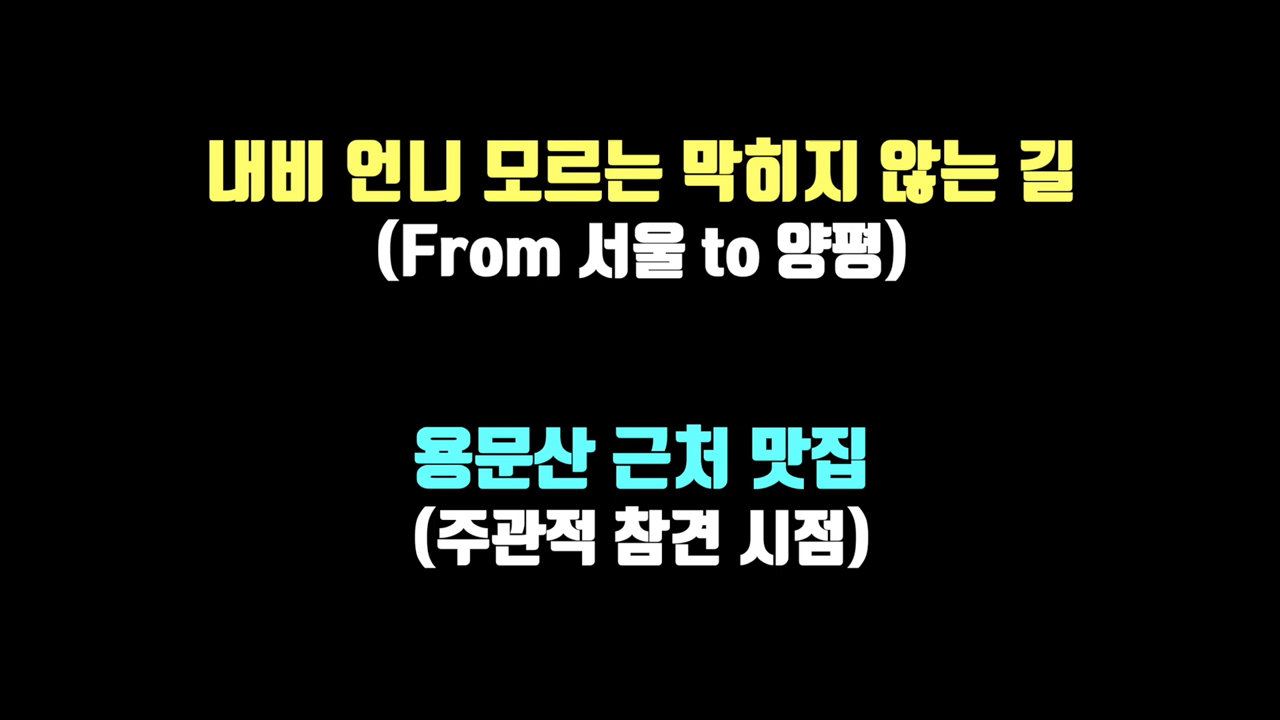 내비 언니 모르는 막히지 않는 길
(From 서울 to 양평)
용문산 근처 맛집
(주관적 참견 시점)